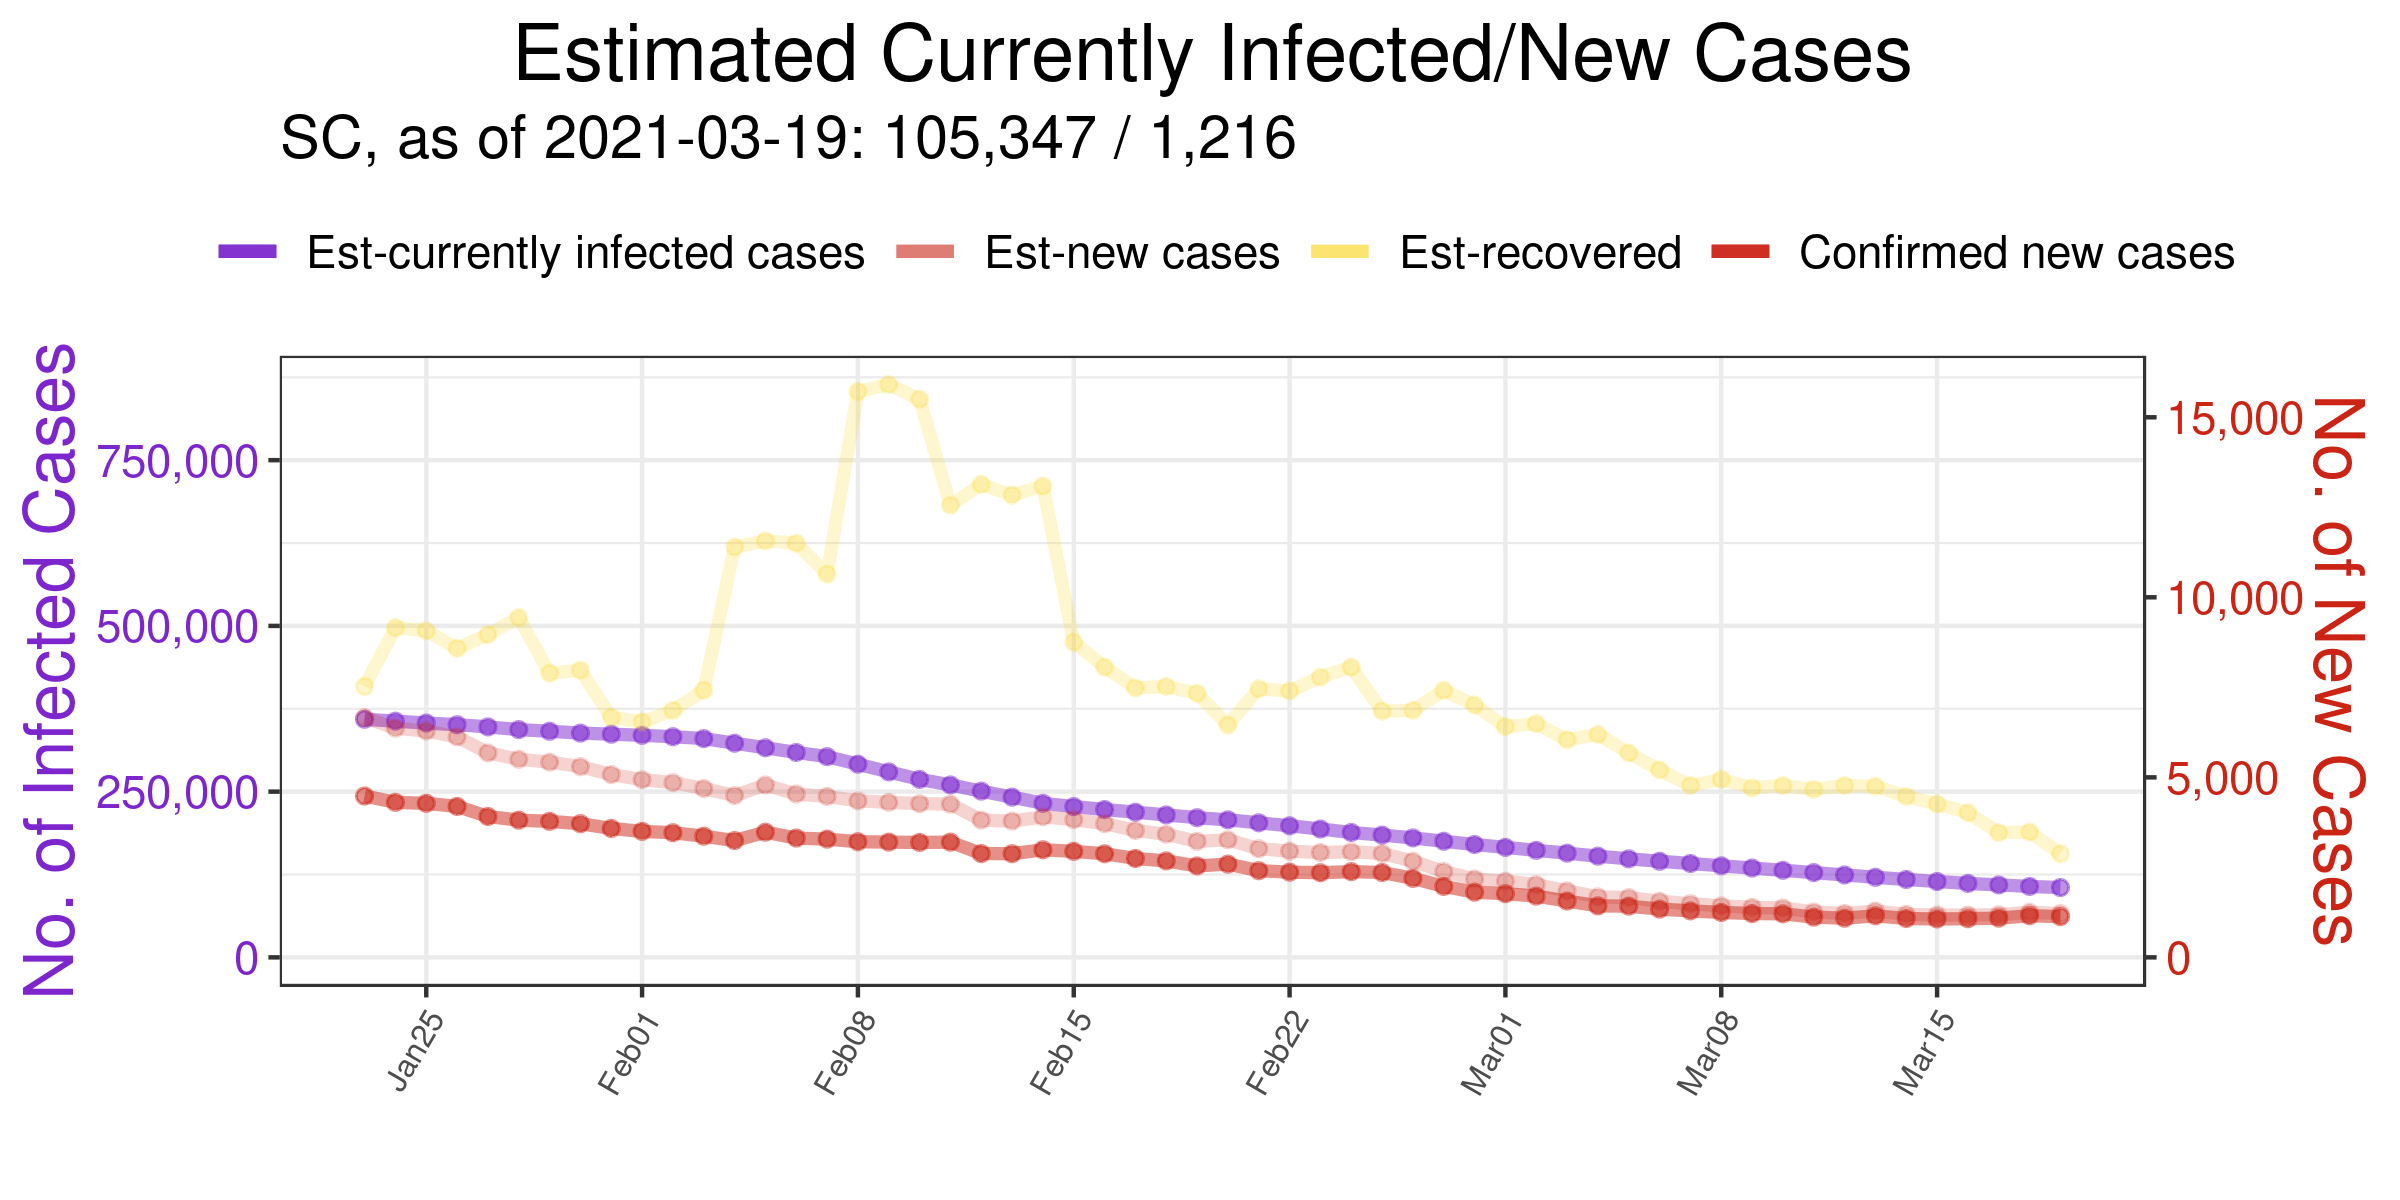 Estimated Currently Infected/New Cases
SC, as of 2021-03-19: 105,347 / 1,216
Est-currently infected cases Est-new cases Est-recovered Confirmed new cases
No. of Infected Cases
750,000
500,000
250,000
0
15,000
10,000
5,000
0
No. of New Cases
Jan25 Feb01 Feb08 Feb15 Feb22 Mar01 Mar08 Mar15